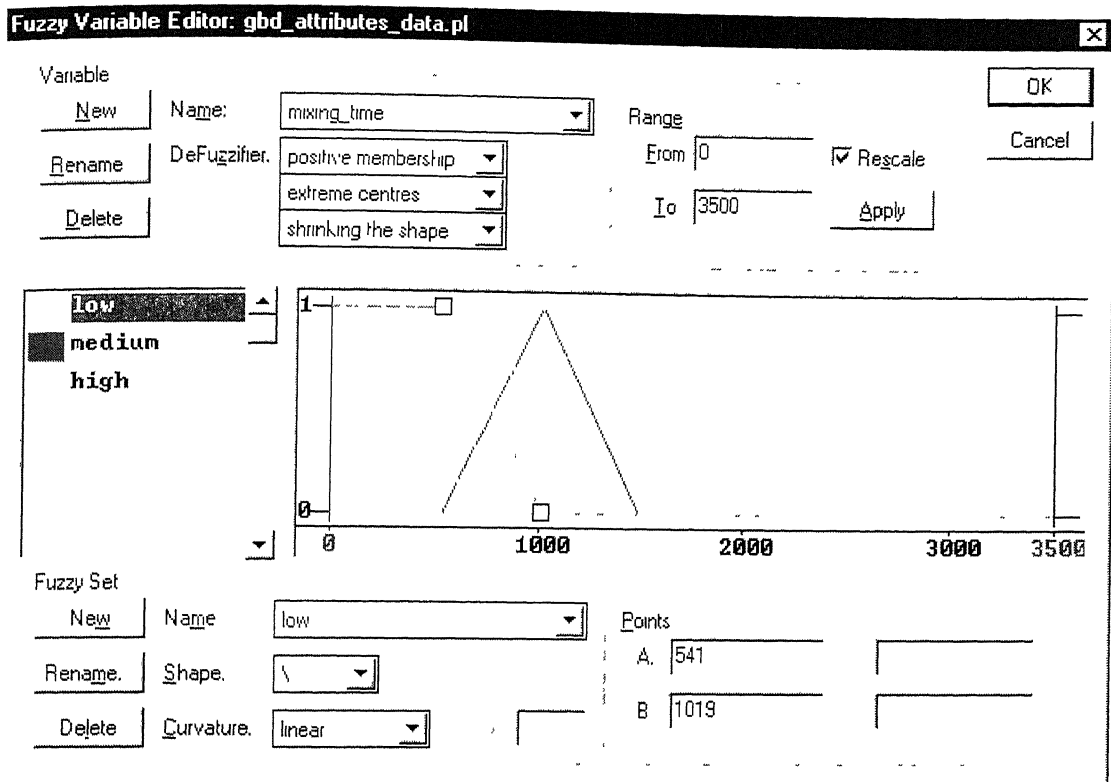 Fuzzy Variable Editor: gbd_attributes_data.pl
Variable
OK
New Name: mixing_time
Range
Cancel
Rename DeFuzzifier. positive membership
From 0 Rescale
extreme centres
Delete
To 3500 Apply
shrinking the shape
low
medium
high
1
0
0 1000 2000 3000 3500
Fuzzy Set
New Name low
Points
A. 541
Rename. Shape. \
B 1019
Delete Curvature. linear